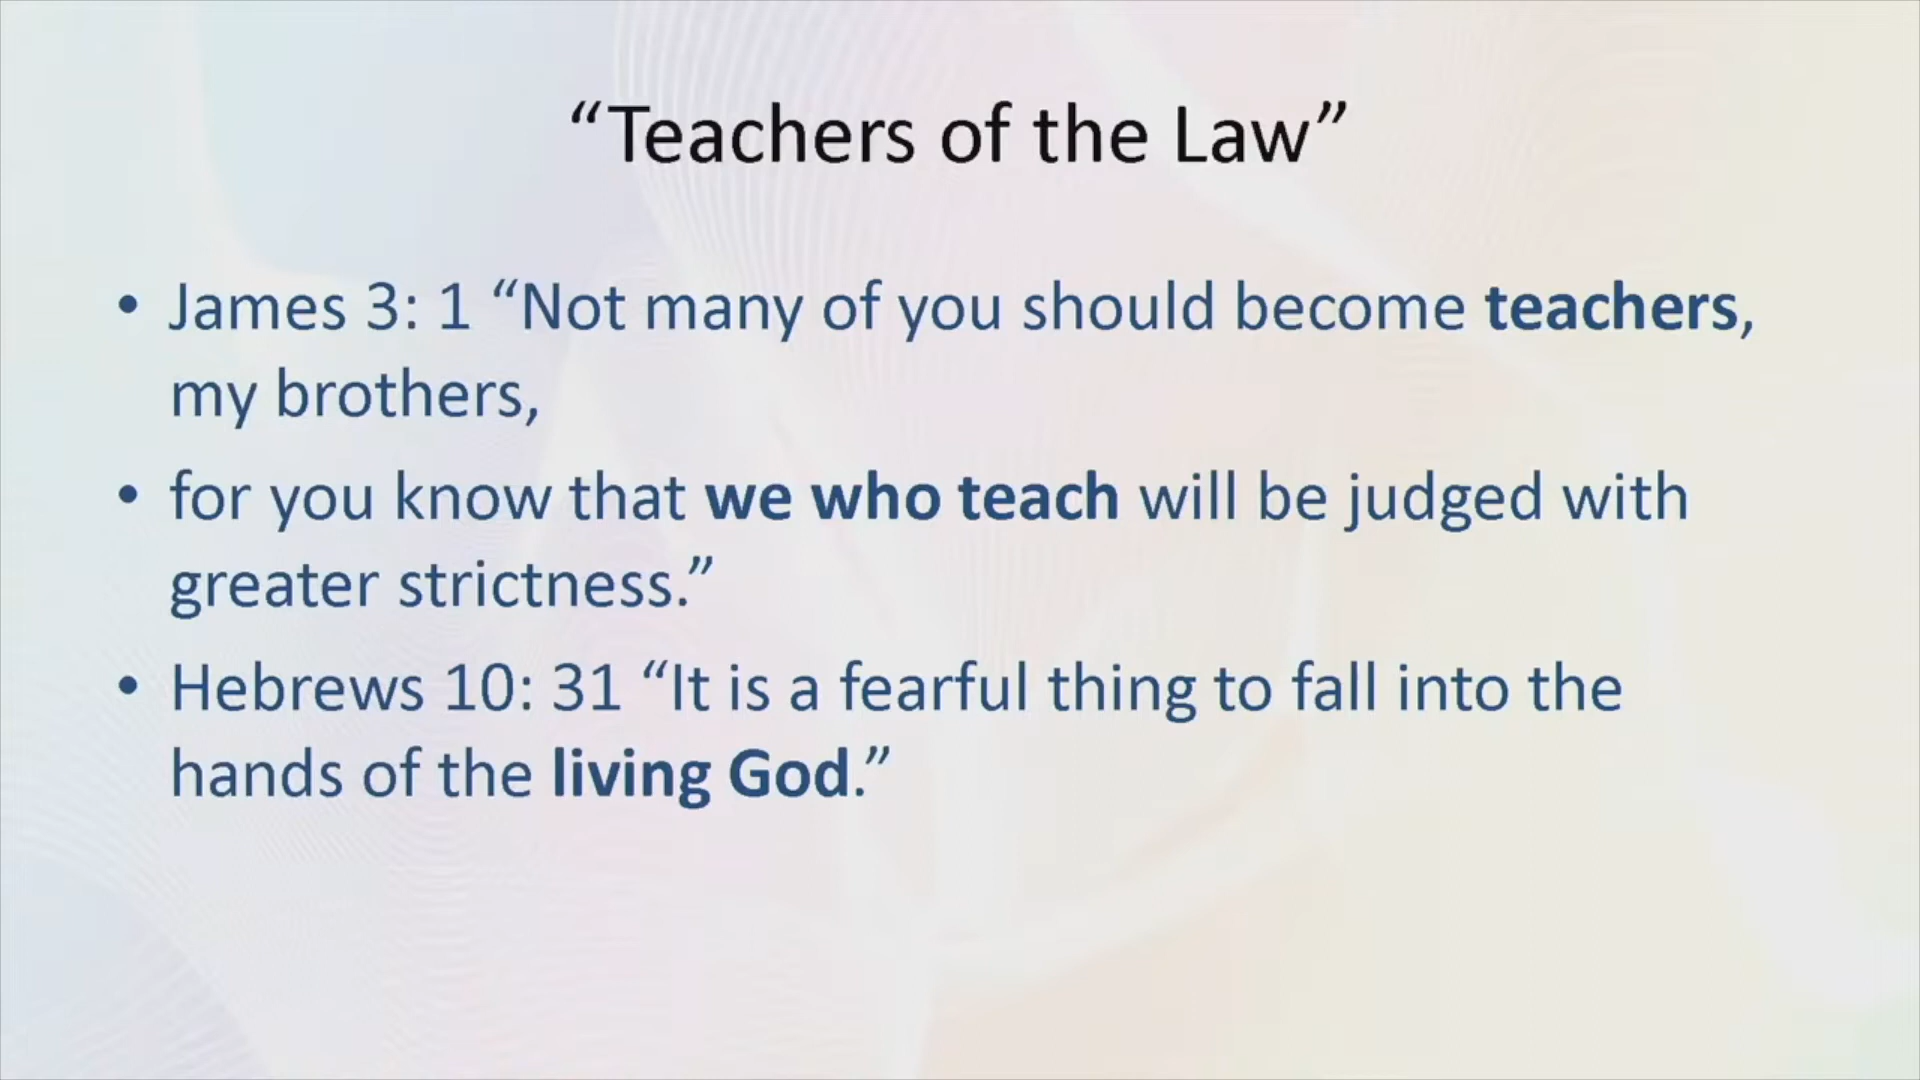 “Teachers of the Law”
• James 3: 1 “Not many of you should become teachers,
my brothers,
• for you know that we who teach will be judged with
greater strictness.”
• Hebrews 10: 31 “It is a fearful thing to fall into the
hands of the living God.”